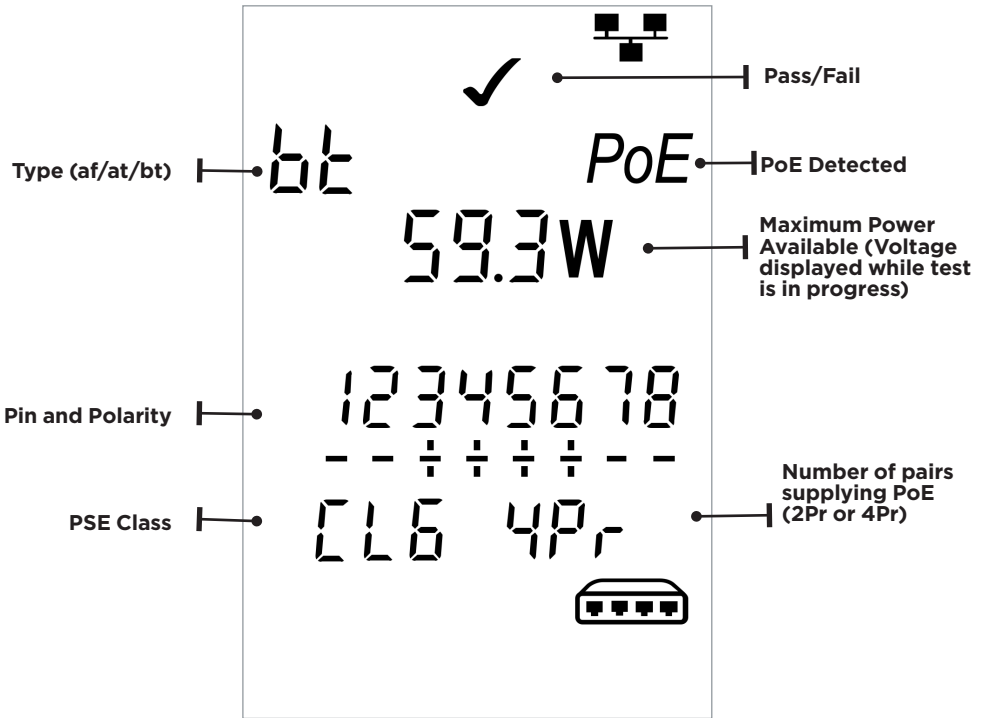 Pass/Fail
Type (af/at/bt)
bt
PoE
PoE Detected
59.3W
Maximum Power
Available (Voltage
displayed while test
is in progress)
12345678
Pin and Polarity
- - ÷ ÷ ÷ ÷ - -
Number of pairs
supplying PoE
(2Pr or 4Pr)
PSE Class
CL6 4Pr